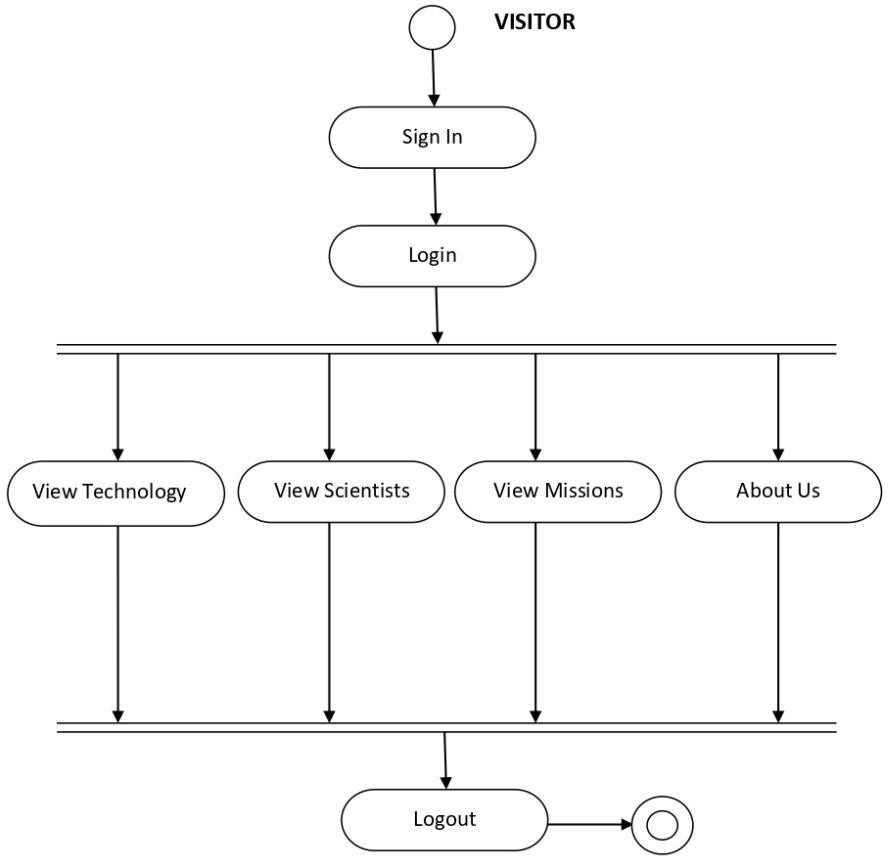 VISITOR
Sign In
Login
View Technology
View Scientists
View Missions
About Us
Logout